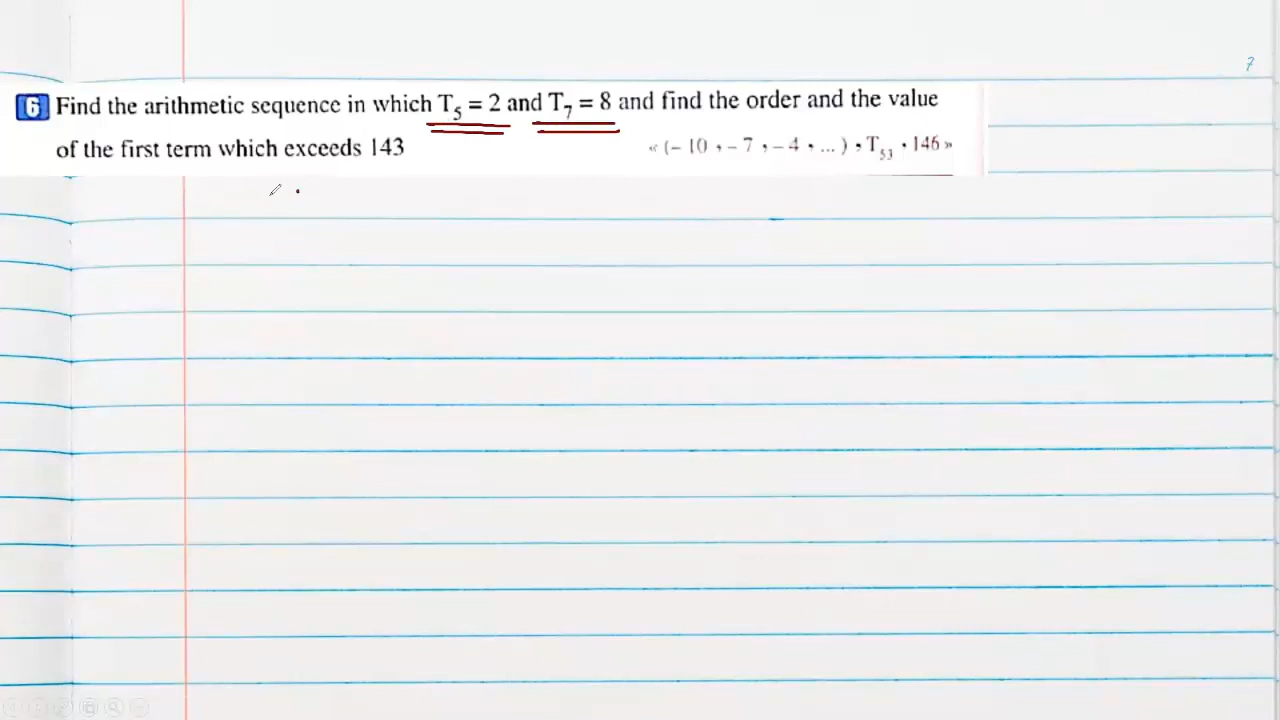 7
6 Find the arithmetic sequence in which T₅ = 2 and T₇ = 8 and find the order and the value
of the first term which exceeds 143 « (– 10 , – 7 , – 4 , ... ) , T₅₃ , 146 »